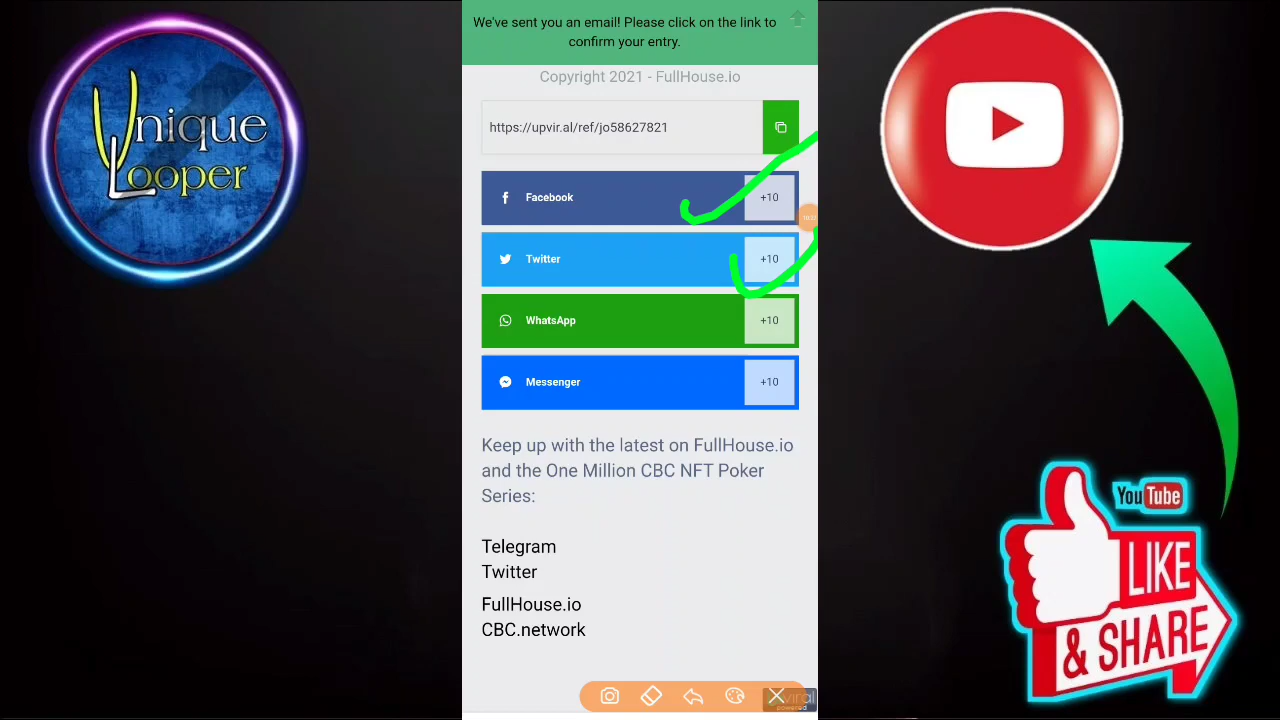 We've sent you an email! Please click on the link to
confirm your entry.
Copyright 2021 - FullHouse.io
https://upvir.al/ref/jo58627821
Facebook
+10
Twitter
+10
WhatsApp
+10
Messenger
+10
Keep up with the latest on FullHouse.io
and the One Million CBC NFT Poker
Series:
Telegram
Twitter
FullHouse.io
CBC.network
powered
Unique
Looper
YouTube
LIKE
& SHARE